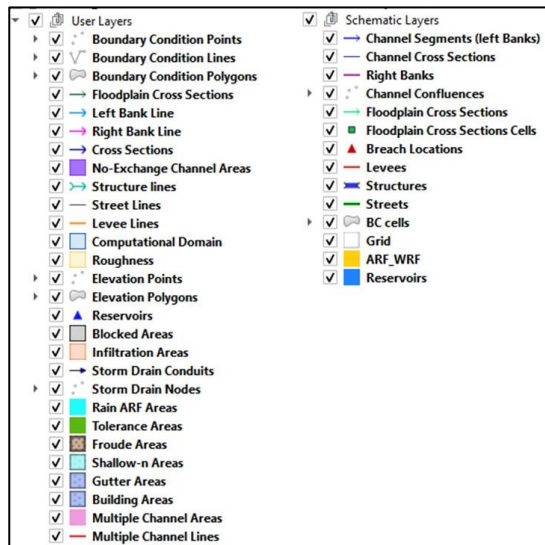 User Layers
Boundary Condition Points
Boundary Condition Lines
Boundary Condition Polygons
Floodplain Cross Sections
Left Bank Line
Right Bank Line
Cross Sections
No-Exchange Channel Areas
Structure lines
Street Lines
Levee Lines
Computational Domain
Roughness
Elevation Points
Elevation Polygons
Reservoirs
Blocked Areas
Infiltration Areas
Storm Drain Conduits
Storm Drain Nodes
Rain ARF Areas
Tolerance Areas
Froude Areas
Shallow-n Areas
Gutter Areas
Building Areas
Multiple Channel Areas
Multiple Channel Lines
Schematic Layers
Channel Segments (left Banks)
Channel Cross Sections
Right Banks
Channel Confluences
Floodplain Cross Sections
Floodplain Cross Sections Cells
Breach Locations
Levees
Structures
Streets
BC cells
Grid
ARF_WRF
Reservoirs